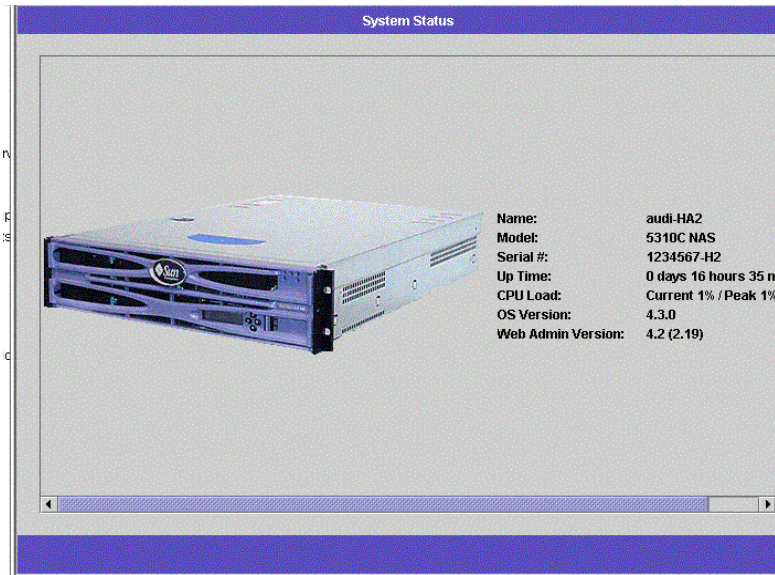 System Status
Sun
Name: audi-HA2
Model: 5310C NAS
Serial #: 1234567-H2
Up Time: 0 days 16 hours 35 m
CPU Load: Current 1% / Peak 1%
OS Version: 4.3.0
Web Admin Version: 4.2 (2.19)